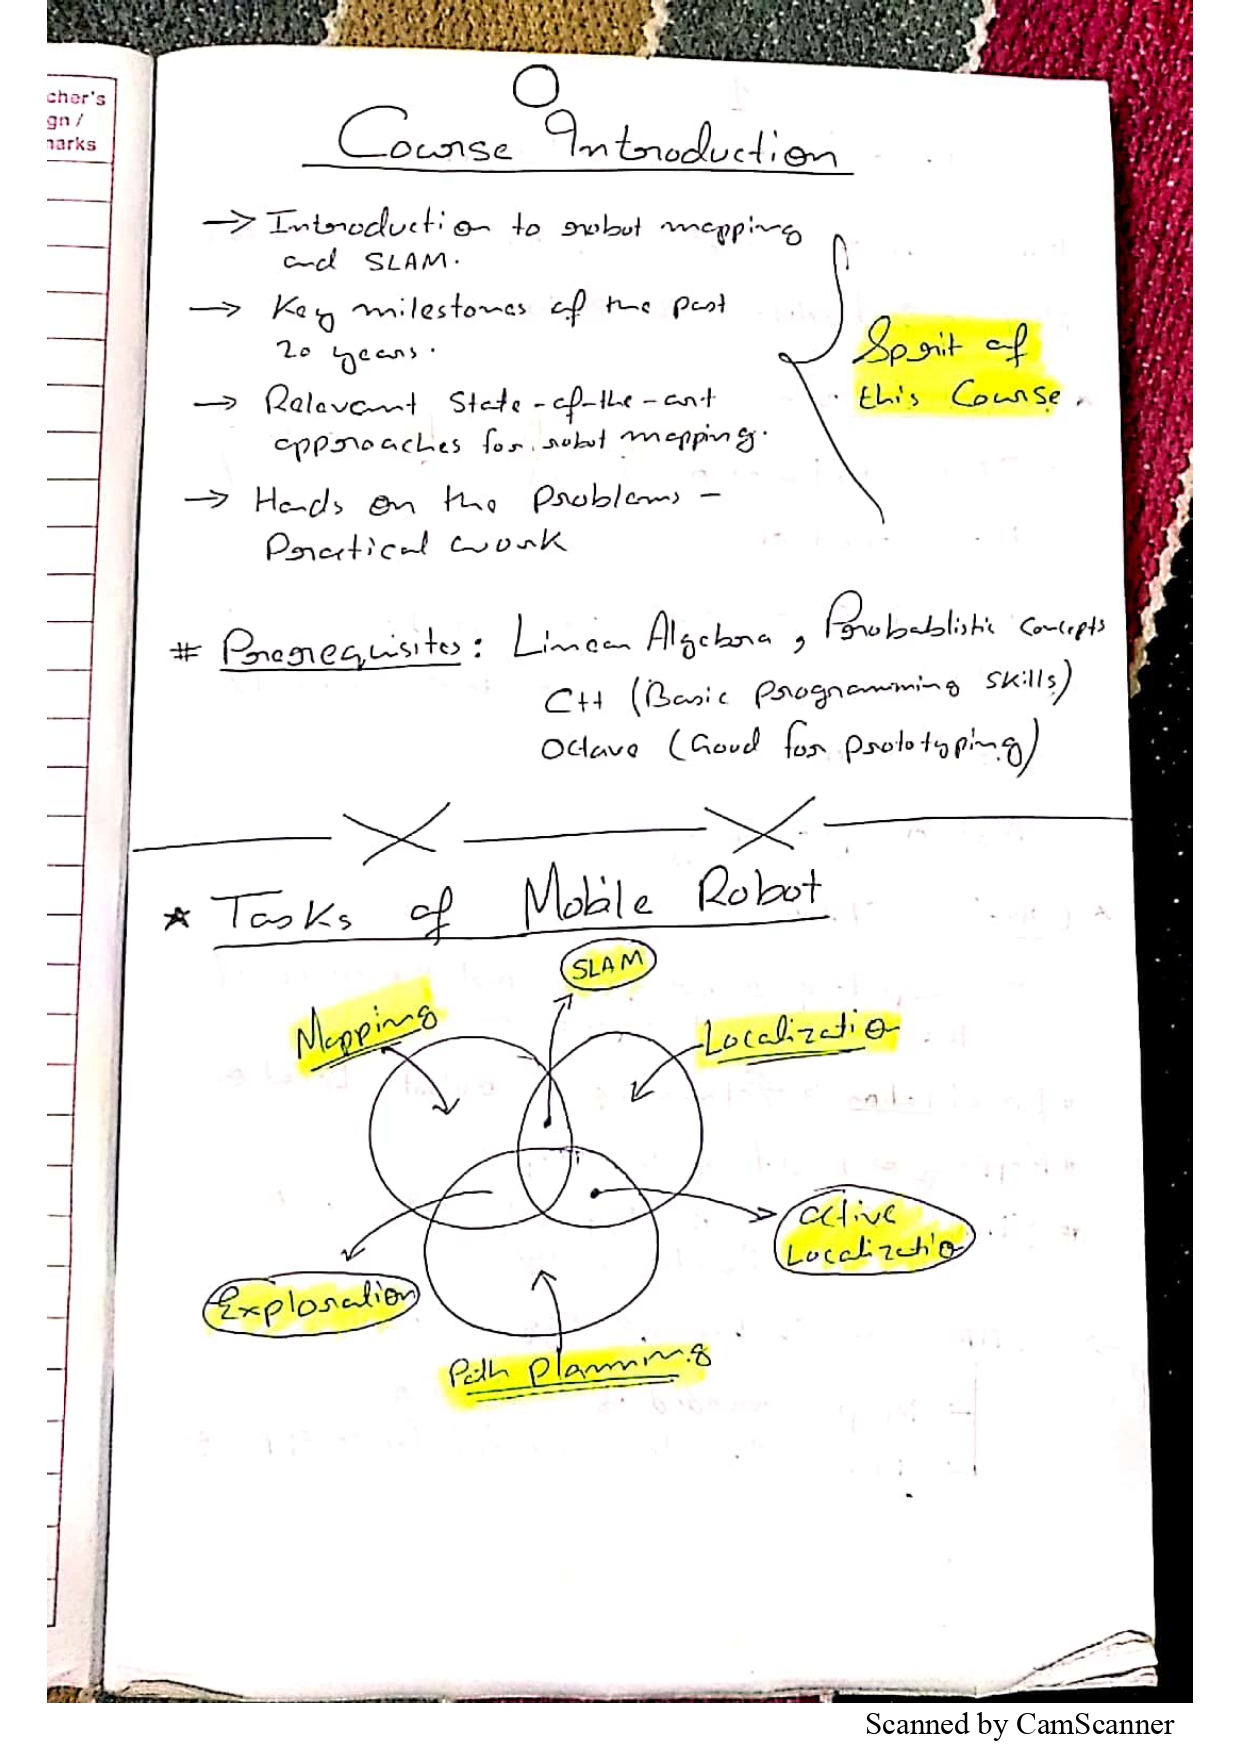 cher's
gn /
narks
Course Introduction
→ Introduction to robot mapping
and SLAM.
→ Key milestones of the past
20 years.
→ Relevant State-of-the-art
approaches for robot mapping.
→ Hands on the Problems -
Practical work
Spirit of
this Course.
# Prerequisites: Linear Algebra, Probablistic concepts
C++ (Basic programming skills)
Octave (Good for prototyping)
* Tasks of Mobile Robot
SLAM
Mapping
Localization
active
Localization
Exploration
Path planning
Scanned by CamScanner